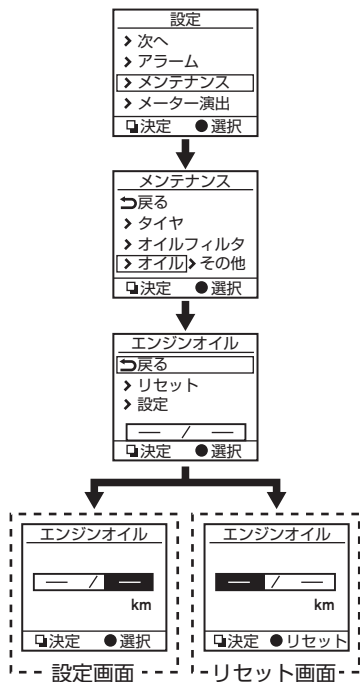 設定
次へ
アラーム
メンテナンス
メーター演出
決定 ●選択
メンテナンス
戻る
タイヤ
オイルフィルタ
オイル その他
決定 ●選択
エンジンオイル
戻る
リセット
設定
— / —
決定 ●選択
エンジンオイル
— / —
km
決定 ●選択
設定画面
エンジンオイル
— / —
km
決定 ●リセット
リセット画面